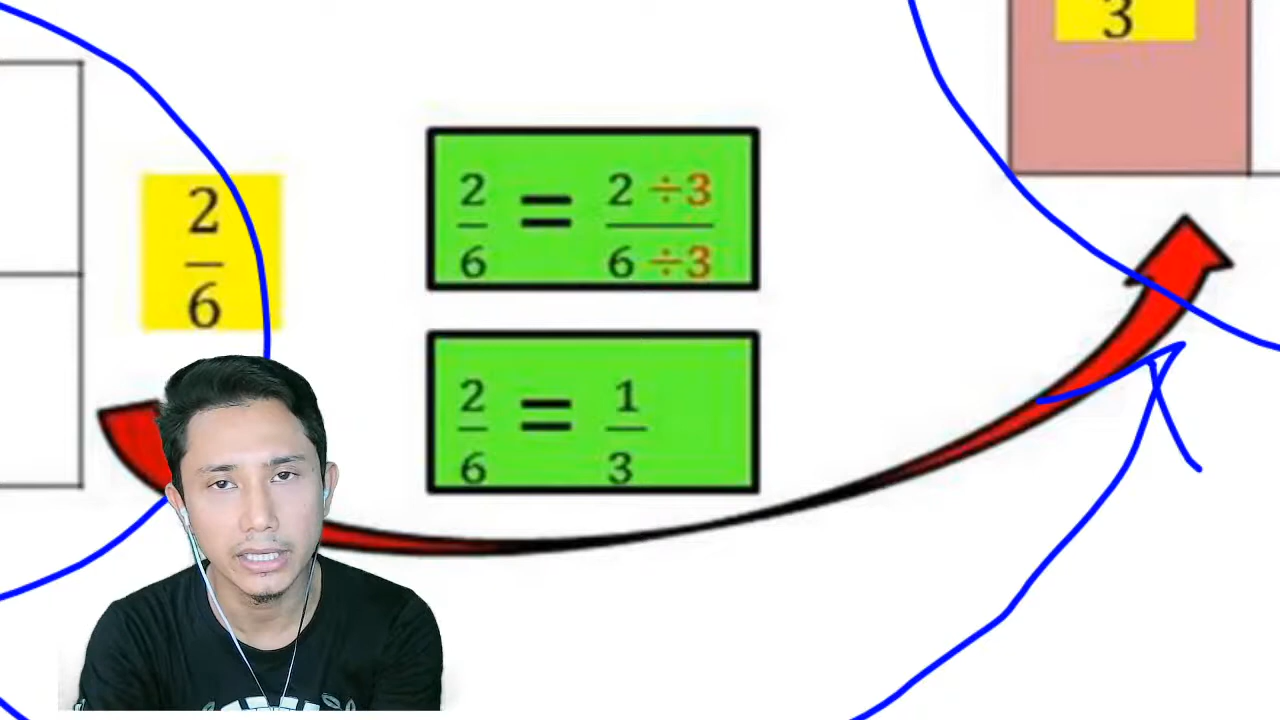 3
2
6
2/6 = 2 ÷3/6 ÷3
2/6 = 1/3